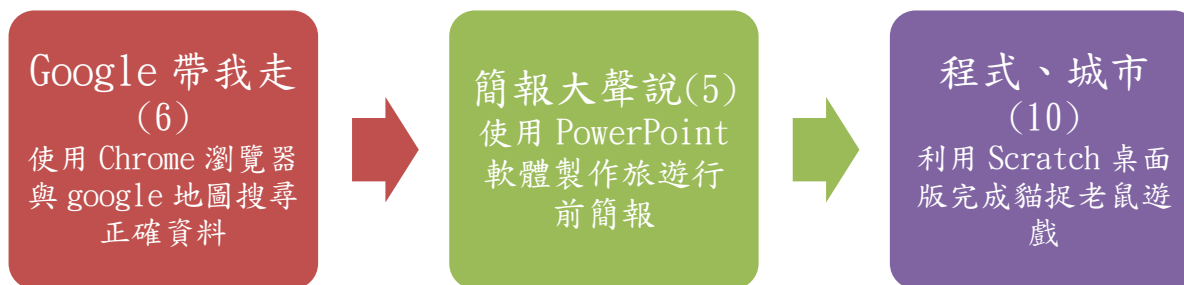 Google 帶我走
(6)
使用 Chrome 瀏覽器
與 google 地圖搜尋
正確資料
簡報大聲說(5)
使用 PowerPoint
軟體製作旅遊行
前簡報
程式、城市
(10)
利用 Scratch 桌面
版完成貓捉老鼠遊
戲